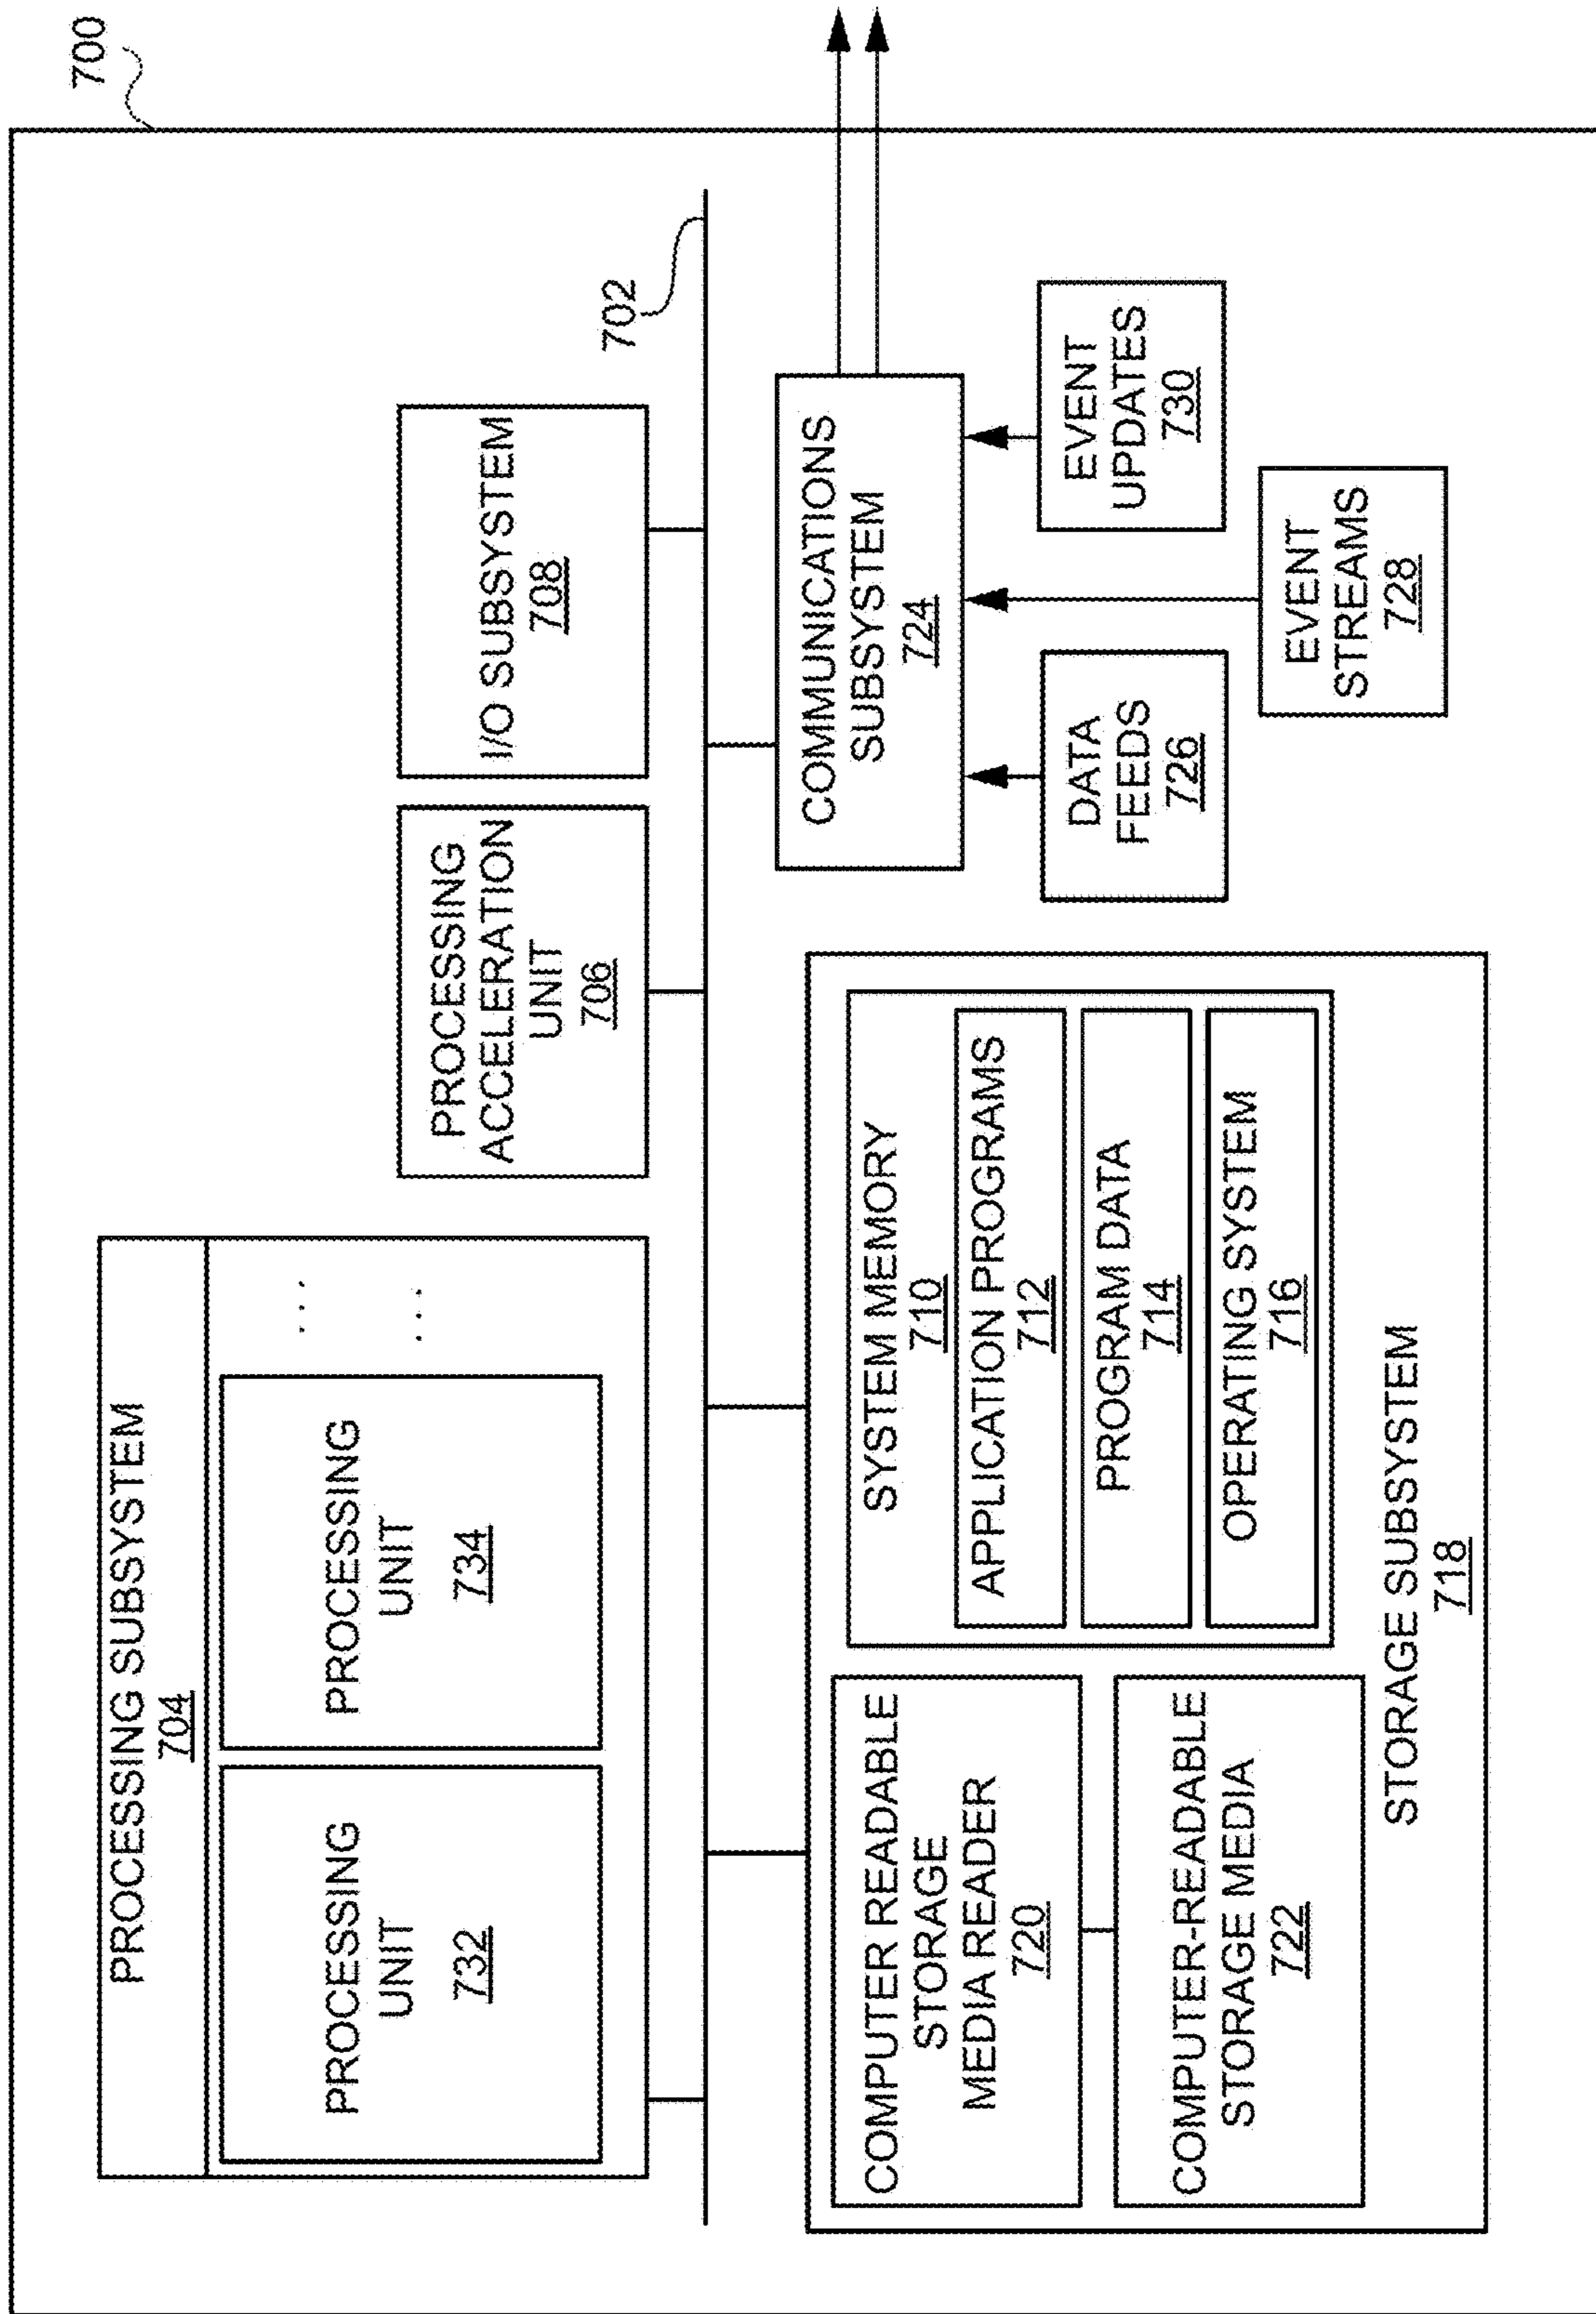 700
PROCESSING SUBSYSTEM
704
PROCESSING
UNIT
732
PROCESSING
UNIT
734
. . .
. . .
PROCESSING
ACCELERATION
UNIT
706
I/O SUBSYSTEM
708
702
COMPUTER READABLE
STORAGE
MEDIA READER
720
COMPUTER-READABLE
STORAGE MEDIA
722
SYSTEM MEMORY
710
APPLICATION PROGRAMS
712
PROGRAM DATA
714
OPERATING SYSTEM
716
STORAGE SUBSYSTEM
718
COMMUNICATIONS
SUBSYSTEM
724
DATA
FEEDS
726
EVENT
STREAMS
728
EVENT
UPDATES
730